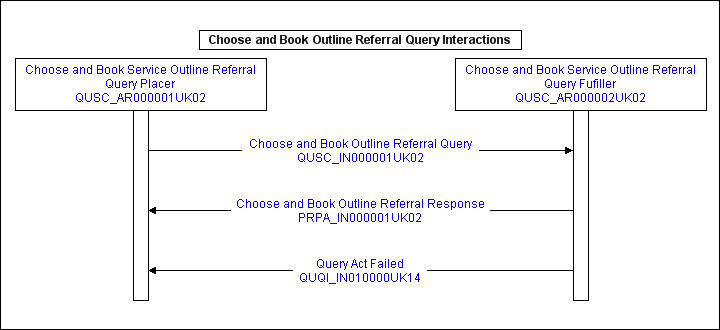 Choose and Book Outline Referral Query Interactions
Choose and Book Service Outline Referral
Query Placer
QUSC_AR000001UK02
Choose and Book Service Outline Referral
Query Fufiller
QUSC_AR000002UK02
Choose and Book Outline Referral Query
QUSC_IN000001UK02
Choose and Book Outline Referral Response
PRPA_IN000001UK02
Query Act Failed
QUQI_IN010000UK14